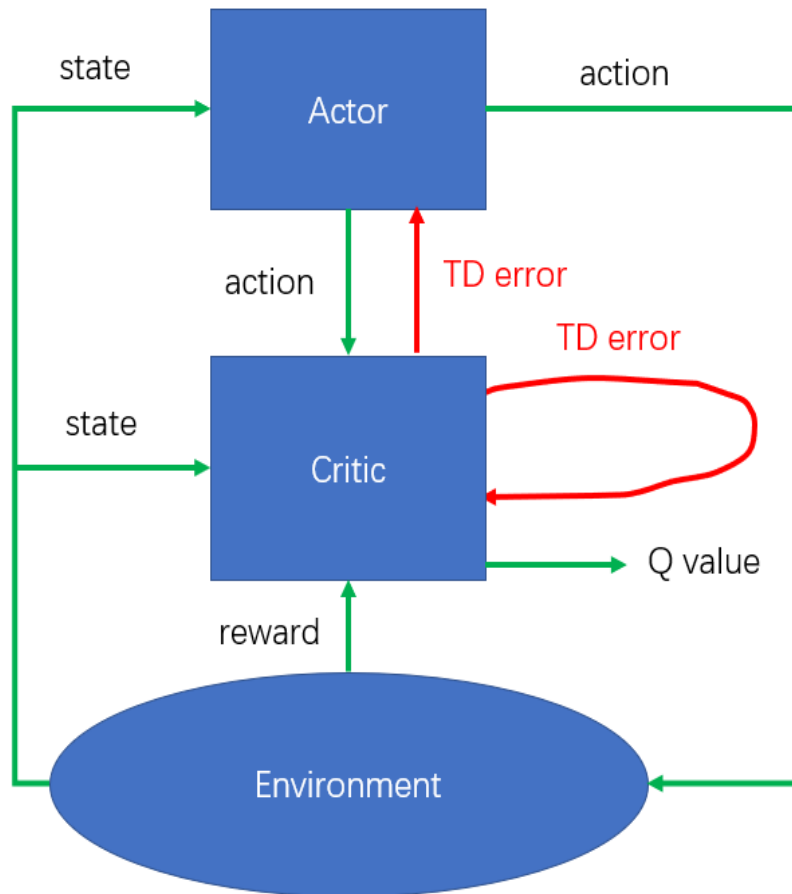 state
action
Actor
action
TD error
TD error
state
Critic
Q value
reward
Environment